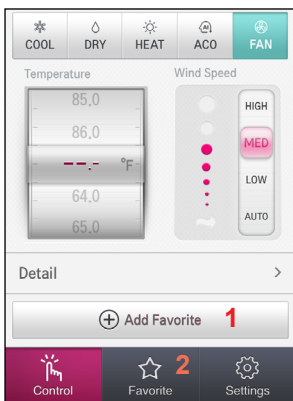 COOL DRY HEAT ACO FAN
AI
Temperature Wind Speed
85.0
86.0
--.- °F
64.0
65.0
HIGH
MED
LOW
AUTO
Detail >
Add Favorite 1
2
Control Favorite Settings